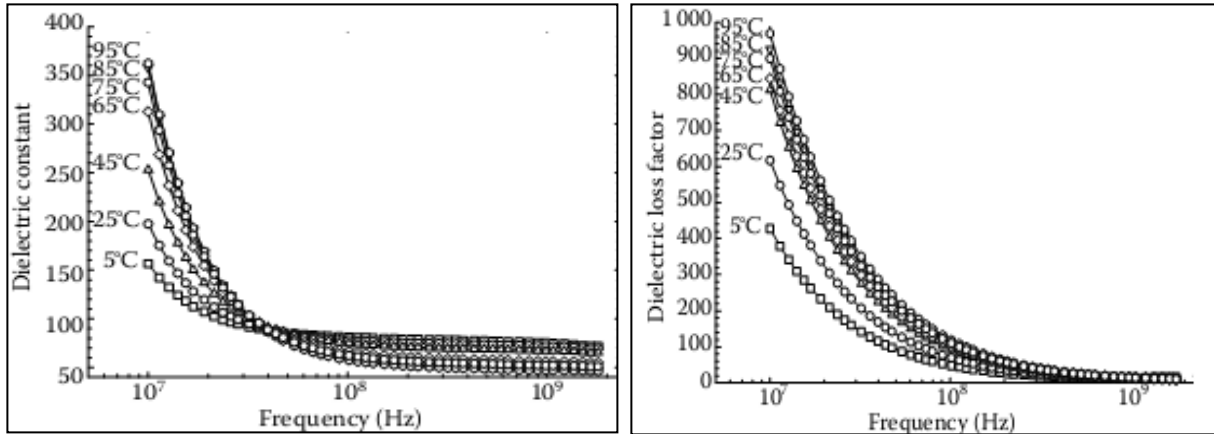 400
350
300
250
200
150
100
50
Dielectric constant
95°C
85°C
75°C
65°C
45°C
25°C
5°C
10⁷
10⁸
10⁹
Frequency (Hz)
1 000
900
800
700
600
500
400
300
200
100
0
Dielectric loss factor
95°C
85°C
75°C
65°C
45°C
25°C
5°C
10⁷
10⁸
10⁹
Frequency (Hz)